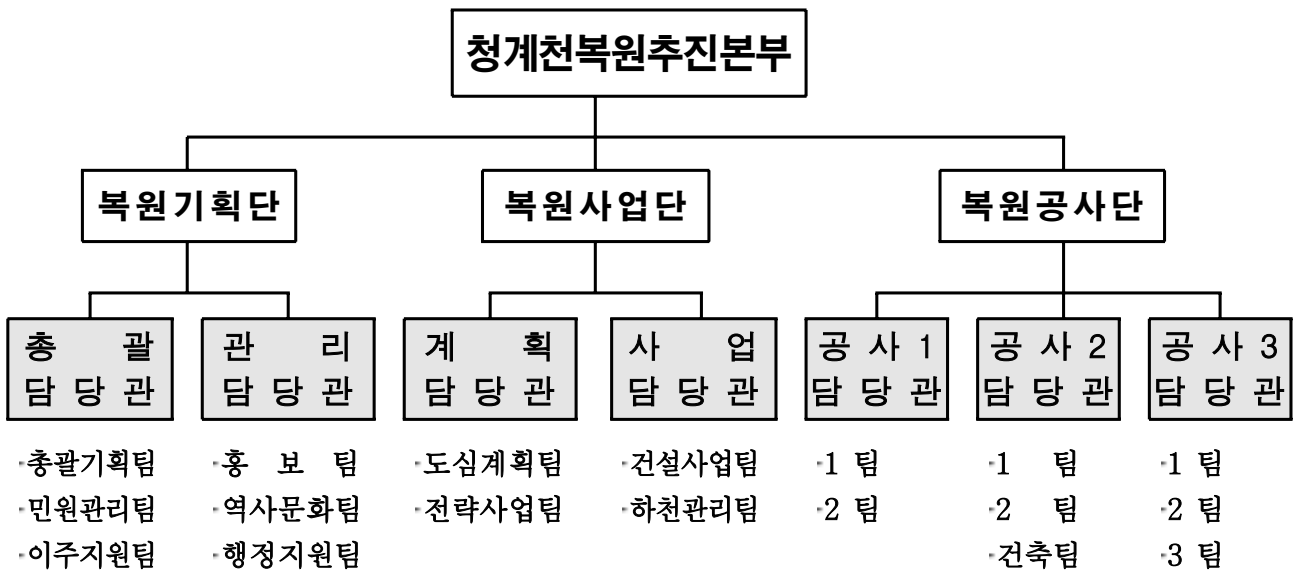 청계천복원추진본부
복원기획단 복원사업단 복원공사단
총 괄 관 리 계 획 사 업 공 사 1 공 사 2 공 사 3
담 당 관 담 당 관 담 당 관 담 당 관 담 당 관 담 당 관 담 당 관
·총괄기획팀 ·홍 보 팀 ·도심계획팀 ·건설사업팀 ·1 팀 ·1 팀 ·1 팀
·민원관리팀 ·역사문화팀 ·전략사업팀 ·하천관리팀 ·2 팀 ·2 팀 ·2 팀
·이주지원팀 ·행정지원팀 ·건축팀 ·3 팀